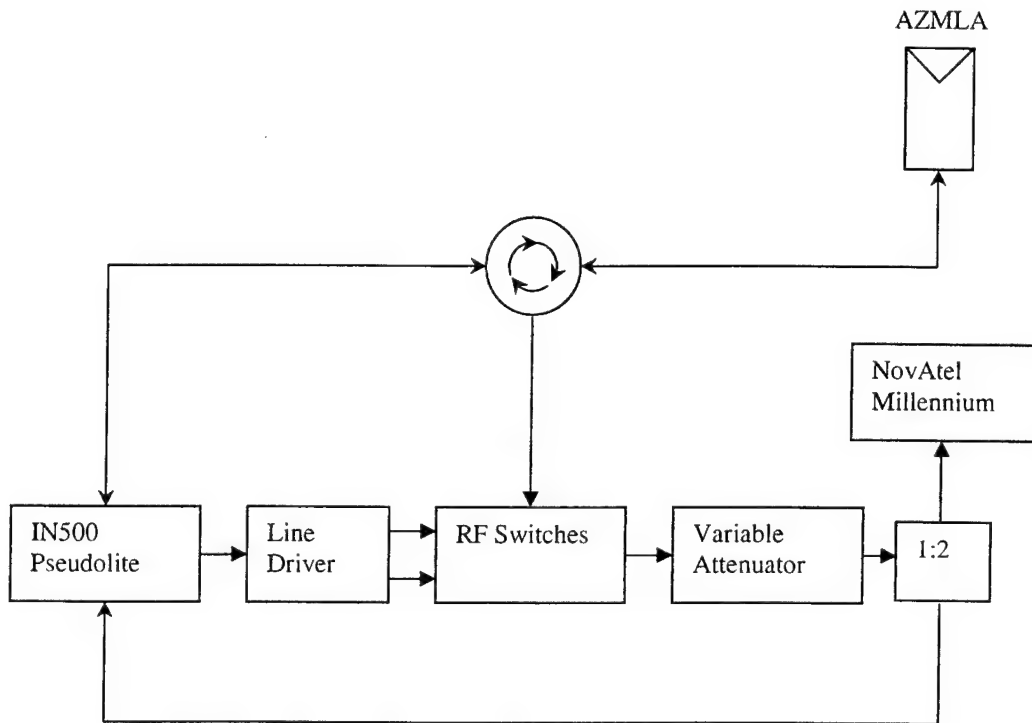 AZMLA
NovAtel
Millennium
IN500
Pseudolite
Line
Driver
RF Switches
Variable
Attenuator
1:2